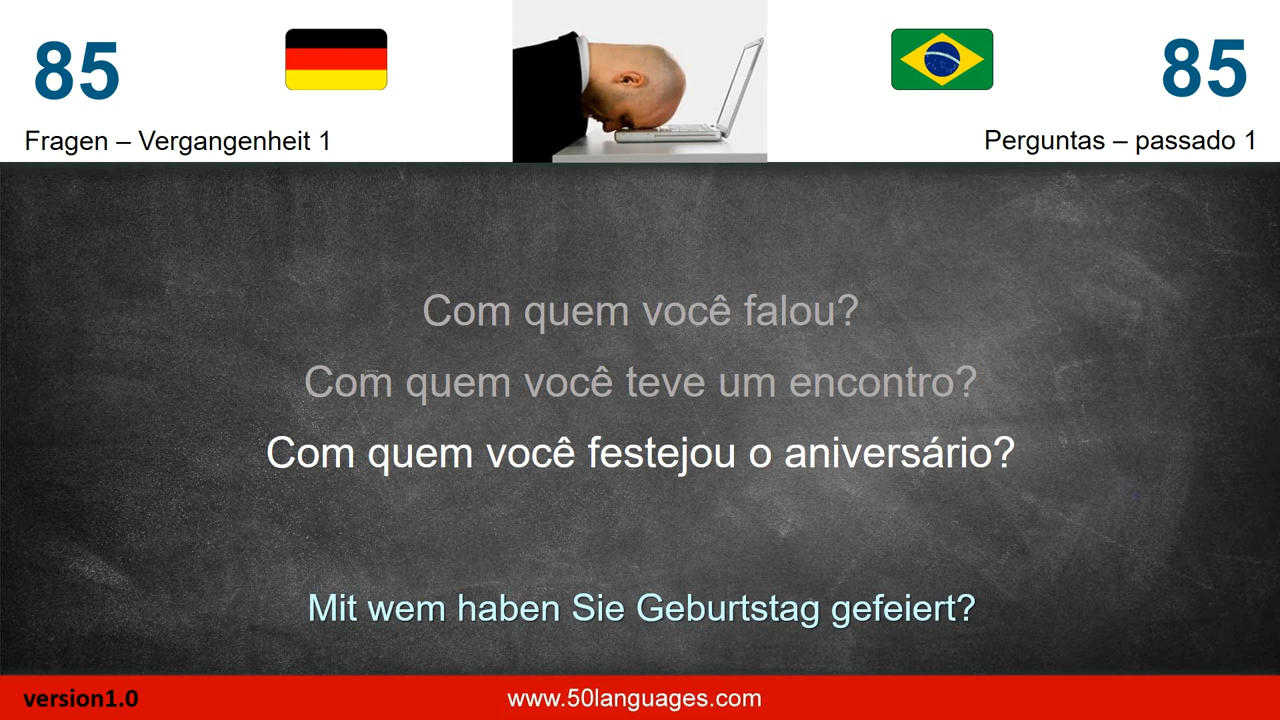 85
85
Fragen – Vergangenheit 1
Perguntas – passado 1
Com quem você falou?
Com quem você teve um encontro?
Com quem você festejou o aniversário?
Mit wem haben Sie Geburtstag gefeiert?
version1.0
www.50languages.com